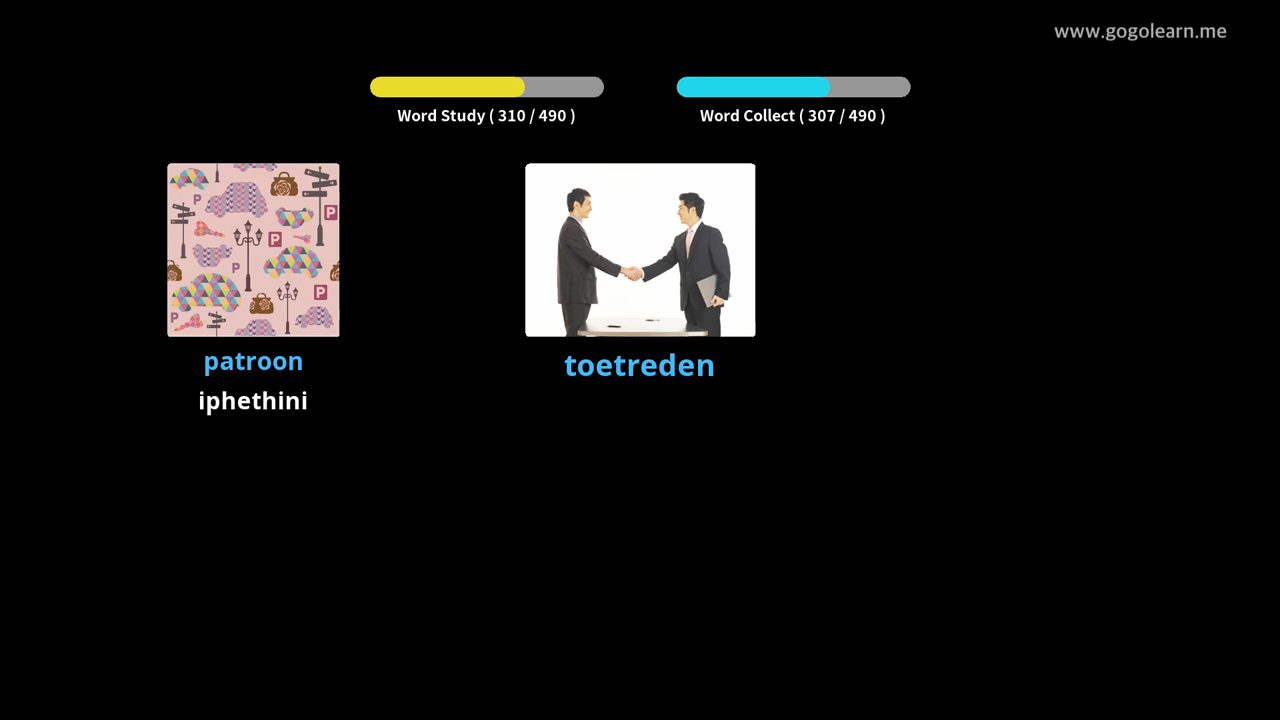 www.gogolearn.me
Word Study ( 310 / 490 )
Word Collect ( 307 / 490 )
P
P
P
P
P
P
patroon
iphethini
toetreden